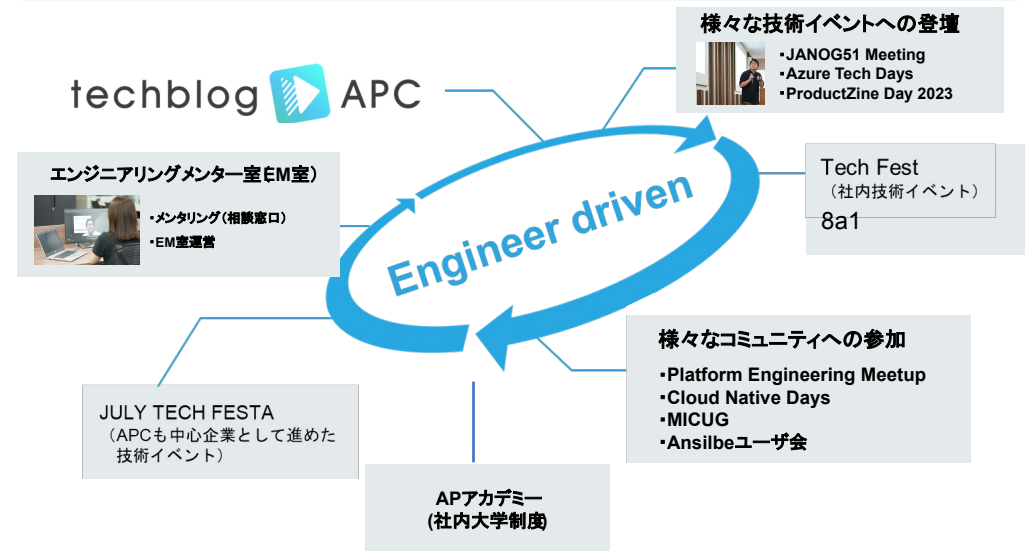 様々な技術イベントへの登壇
・JANOG51 Meeting
・Azure Tech Days
・ProductZine Day 2023
techblog APC
エンジニアリングメンター室(EM室)
・メンタリング(相談窓口)
・EM室運営
Engineer driven
Tech Fest
(社内技術イベント)
8a1
様々なコミュニティへの参加
・Platform Engineering Meetup
・Cloud Native Days
・MICUG
・Ansilbeユーザ会
JULY TECH FESTA
(APCも中心企業として進めた
技術イベント)
APアカデミー
(社内大学制度)